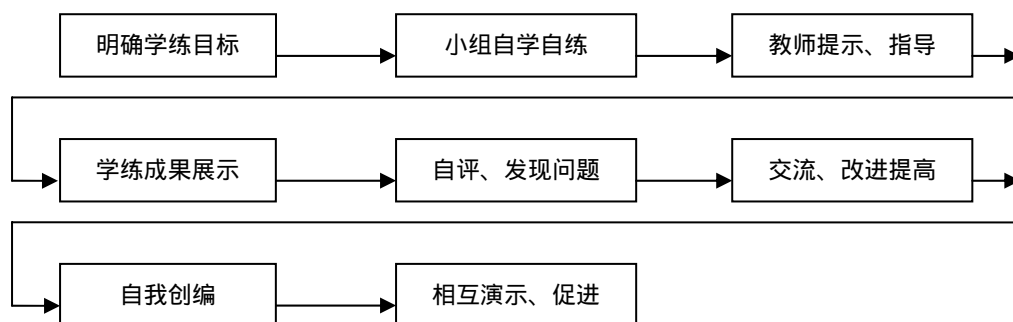 明确学练目标
小组自学自练
教师提示、指导
学练成果展示
自评、发现问题
交流、改进提高
自我创编
相互演示、促进